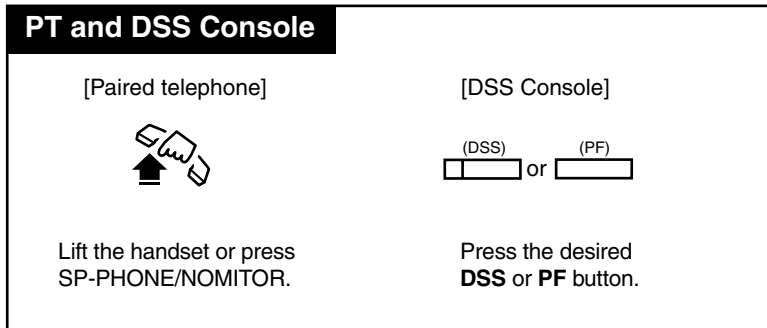 PT and DSS Console
[Paired telephone]
[DSS Console]
(DSS) or (PF)
Lift the handset or press
SP-PHONE/NOMITOR.
Press the desired
DSS or PF button.